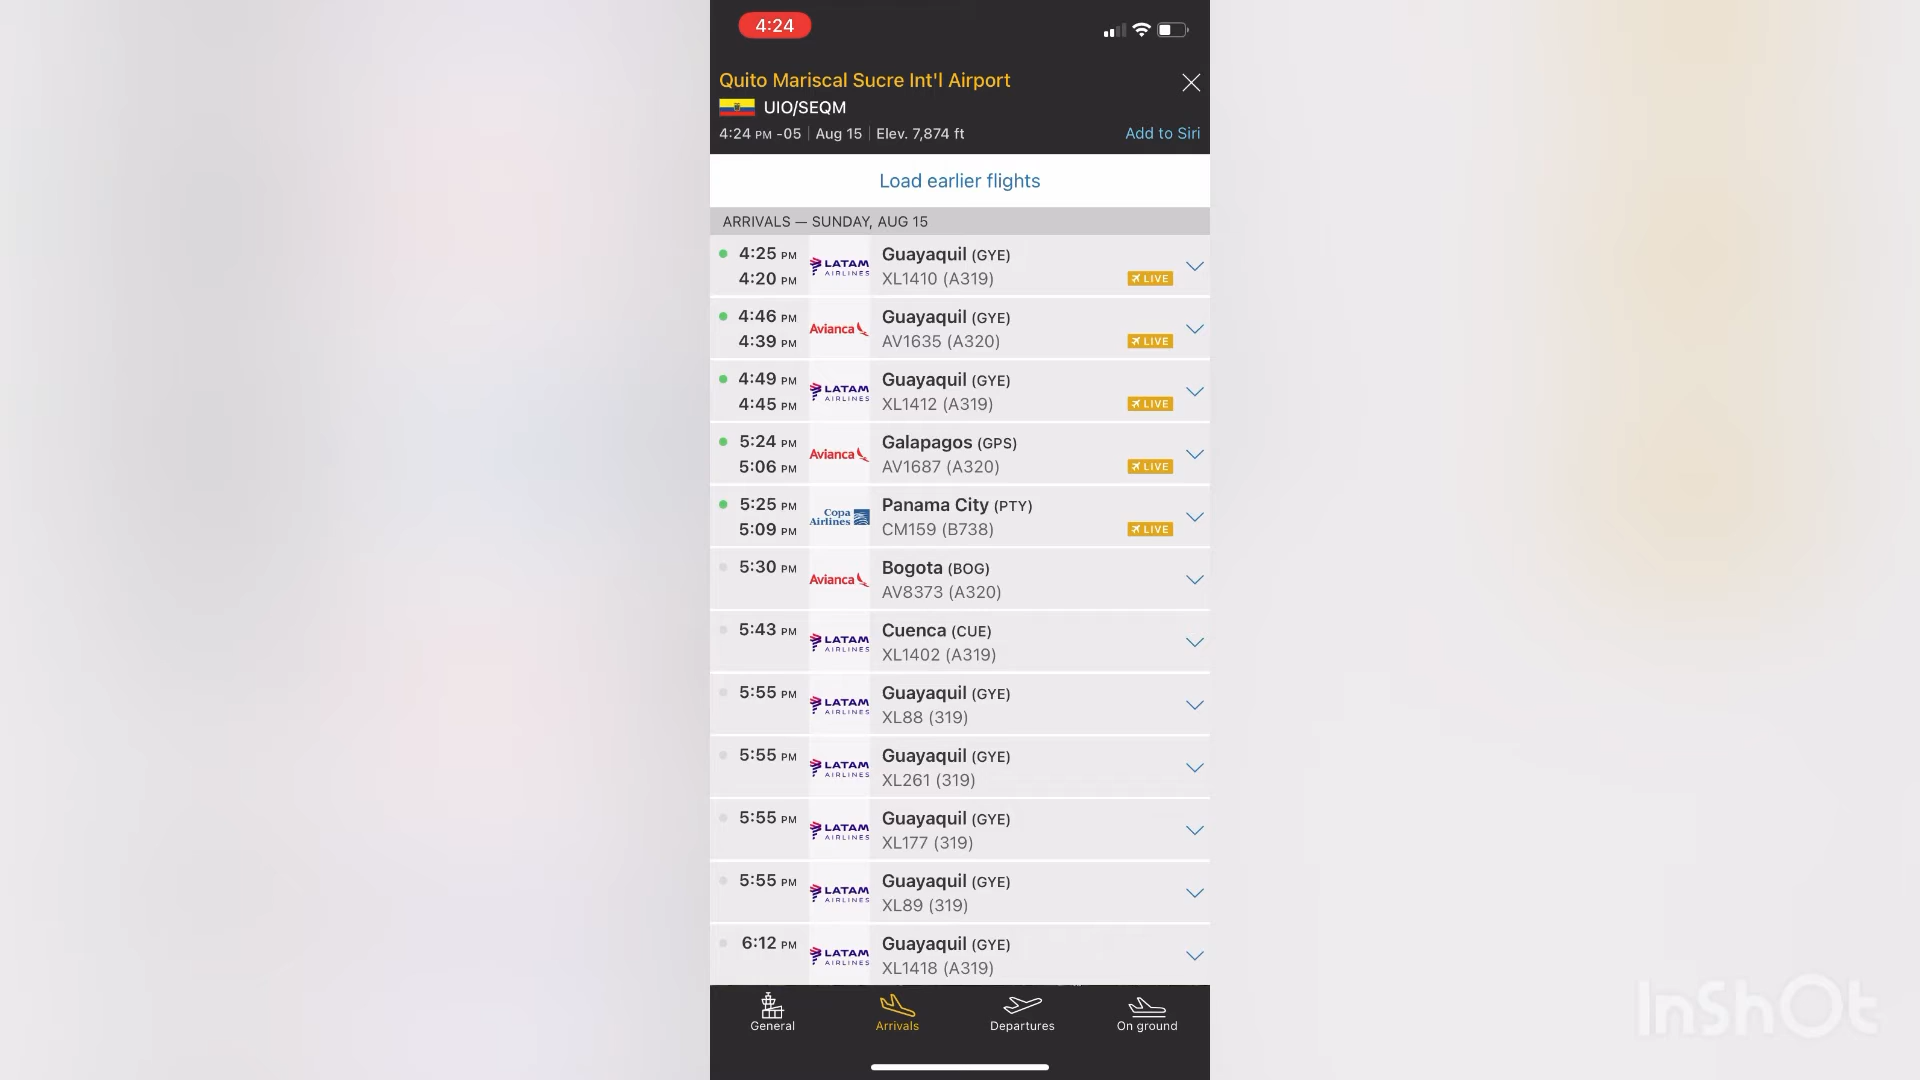 4:24
Quito Mariscal Sucre Int'l Airport
UIO/SEQM
4:24 PM -05 | Aug 15 | Elev. 7,874 ft
Add to Siri
Load earlier flights
ARRIVALS — SUNDAY, AUG 15
4:25 PM
4:20 PM
LATAM
AIRLINES
Guayaquil (GYE)
XL1410 (A319)
LIVE
4:46 PM
4:39 PM
Avianca
Guayaquil (GYE)
AV1635 (A320)
LIVE
4:49 PM
4:45 PM
LATAM
AIRLINES
Guayaquil (GYE)
XL1412 (A319)
LIVE
5:24 PM
5:06 PM
Avianca
Galapagos (GPS)
AV1687 (A320)
LIVE
5:25 PM
5:09 PM
Copa
Airlines
Panama City (PTY)
CM159 (B738)
LIVE
5:30 PM
Avianca
Bogota (BOG)
AV8373 (A320)
5:43 PM
LATAM
AIRLINES
Cuenca (CUE)
XL1402 (A319)
5:55 PM
LATAM
AIRLINES
Guayaquil (GYE)
XL88 (319)
5:55 PM
LATAM
AIRLINES
Guayaquil (GYE)
XL261 (319)
5:55 PM
LATAM
AIRLINES
Guayaquil (GYE)
XL177 (319)
5:55 PM
LATAM
AIRLINES
Guayaquil (GYE)
XL89 (319)
6:12 PM
LATAM
AIRLINES
Guayaquil (GYE)
XL1418 (A319)
General
Arrivals
Departures
On ground
InShOt